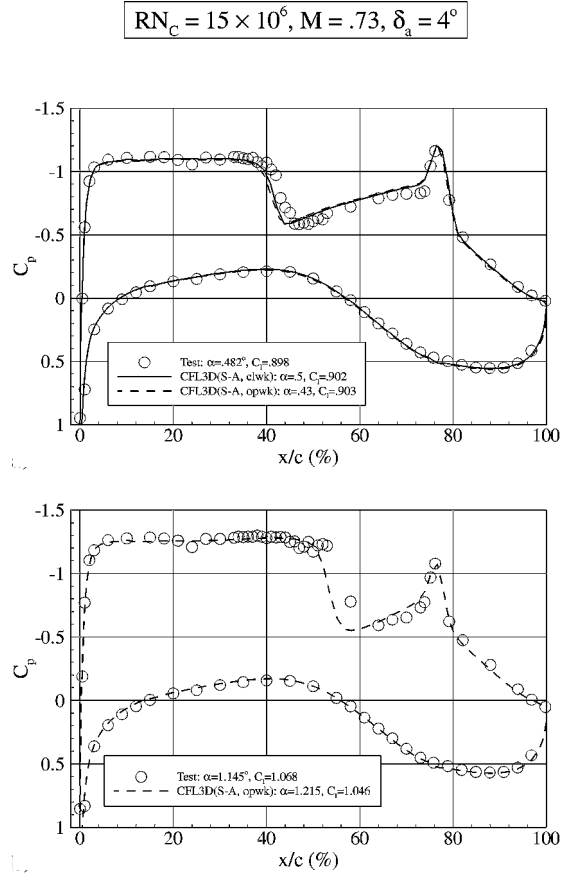 RN_C = 15 × 10^6, M = .73, δ_a = 4°
-1.5
-1
-0.5
0
0.5
1
C_p
Test: α=.482°, C_l=.898
CFL3D(S-A, clwk): α=.5, C_l=.902
CFL3D(S-A, opwk): α=.43, C_l=.903
0 20 40 60 80 100
x/c (%)
-1.5
-1
-0.5
0
0.5
1
C_p
Test: α=1.145°, C_l=1.068
CFL3D(S-A, opwk): α=1.215, C_l=1.046
0 20 40 60 80 100
x/c (%)